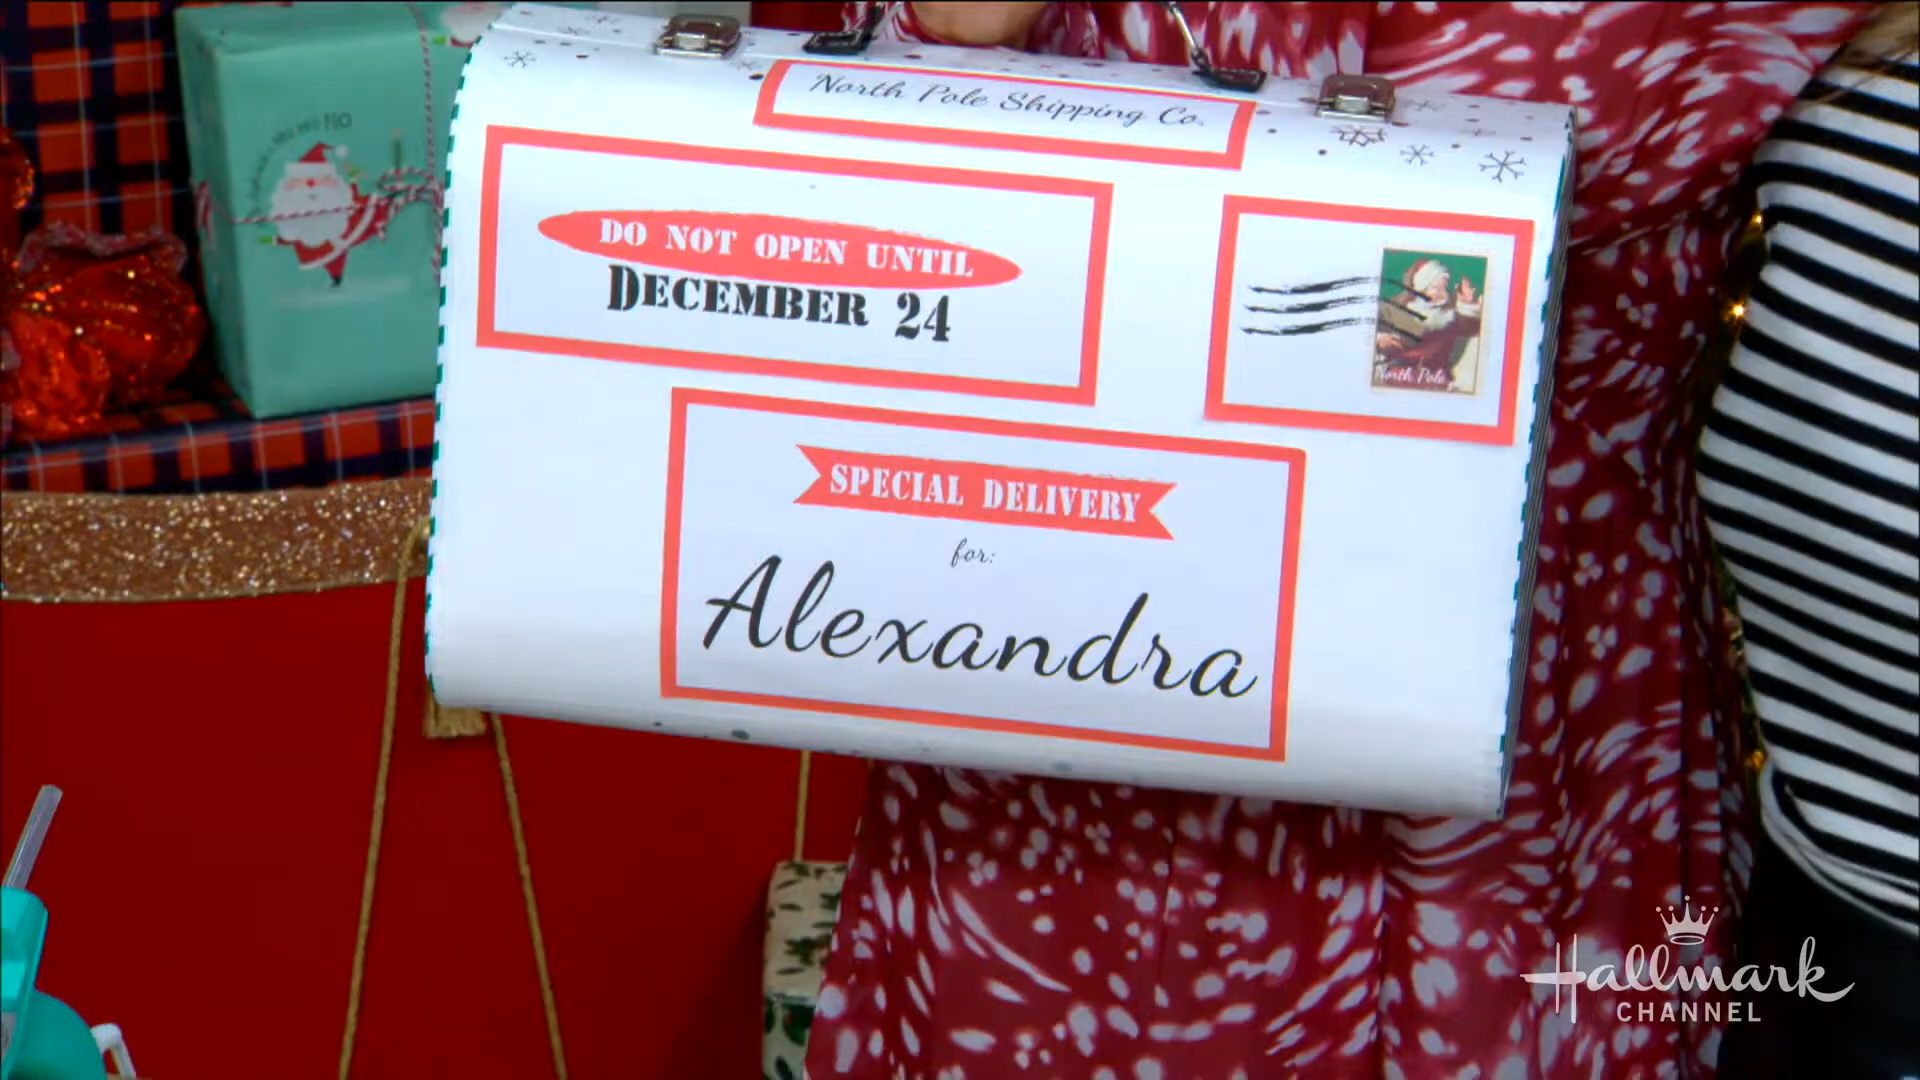 North Pole Shipping Co.
DO NOT OPEN UNTIL
DECEMBER 24
North Pole
SPECIAL DELIVERY
for:
Alexandra
Hallmark
CHANNEL